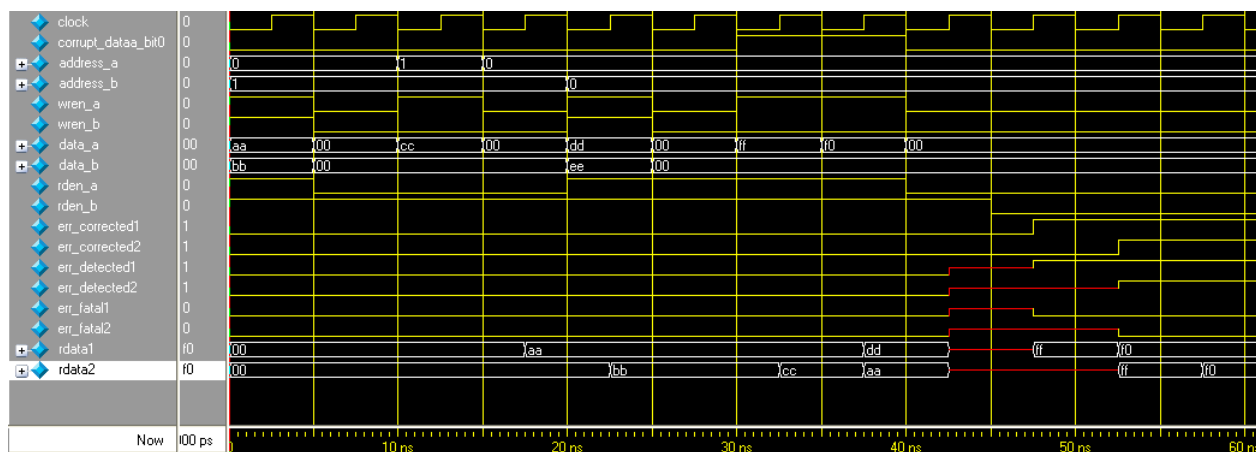 clock 0
corrupt_dataa_bit0 0
address_a 0 0 1 0
address_b 0 1 0
wren_a 0
wren_b 0
data_a 00 aa 00 cc 00 dd 00 ff f0 00
data_b 00 bb 00 ee 00
rden_a 0
rden_b 0
err_corrected1 1
err_corrected2 1
err_detected1 1
err_detected2 1
err_fatal1 0
err_fatal2 0
rdata1 f0 00 aa dd ff f0
rdata2 f0 00 bb cc aa ff f0
Now 00 ps 10 ns 20 ns 30 ns 40 ns 50 ns 60 n